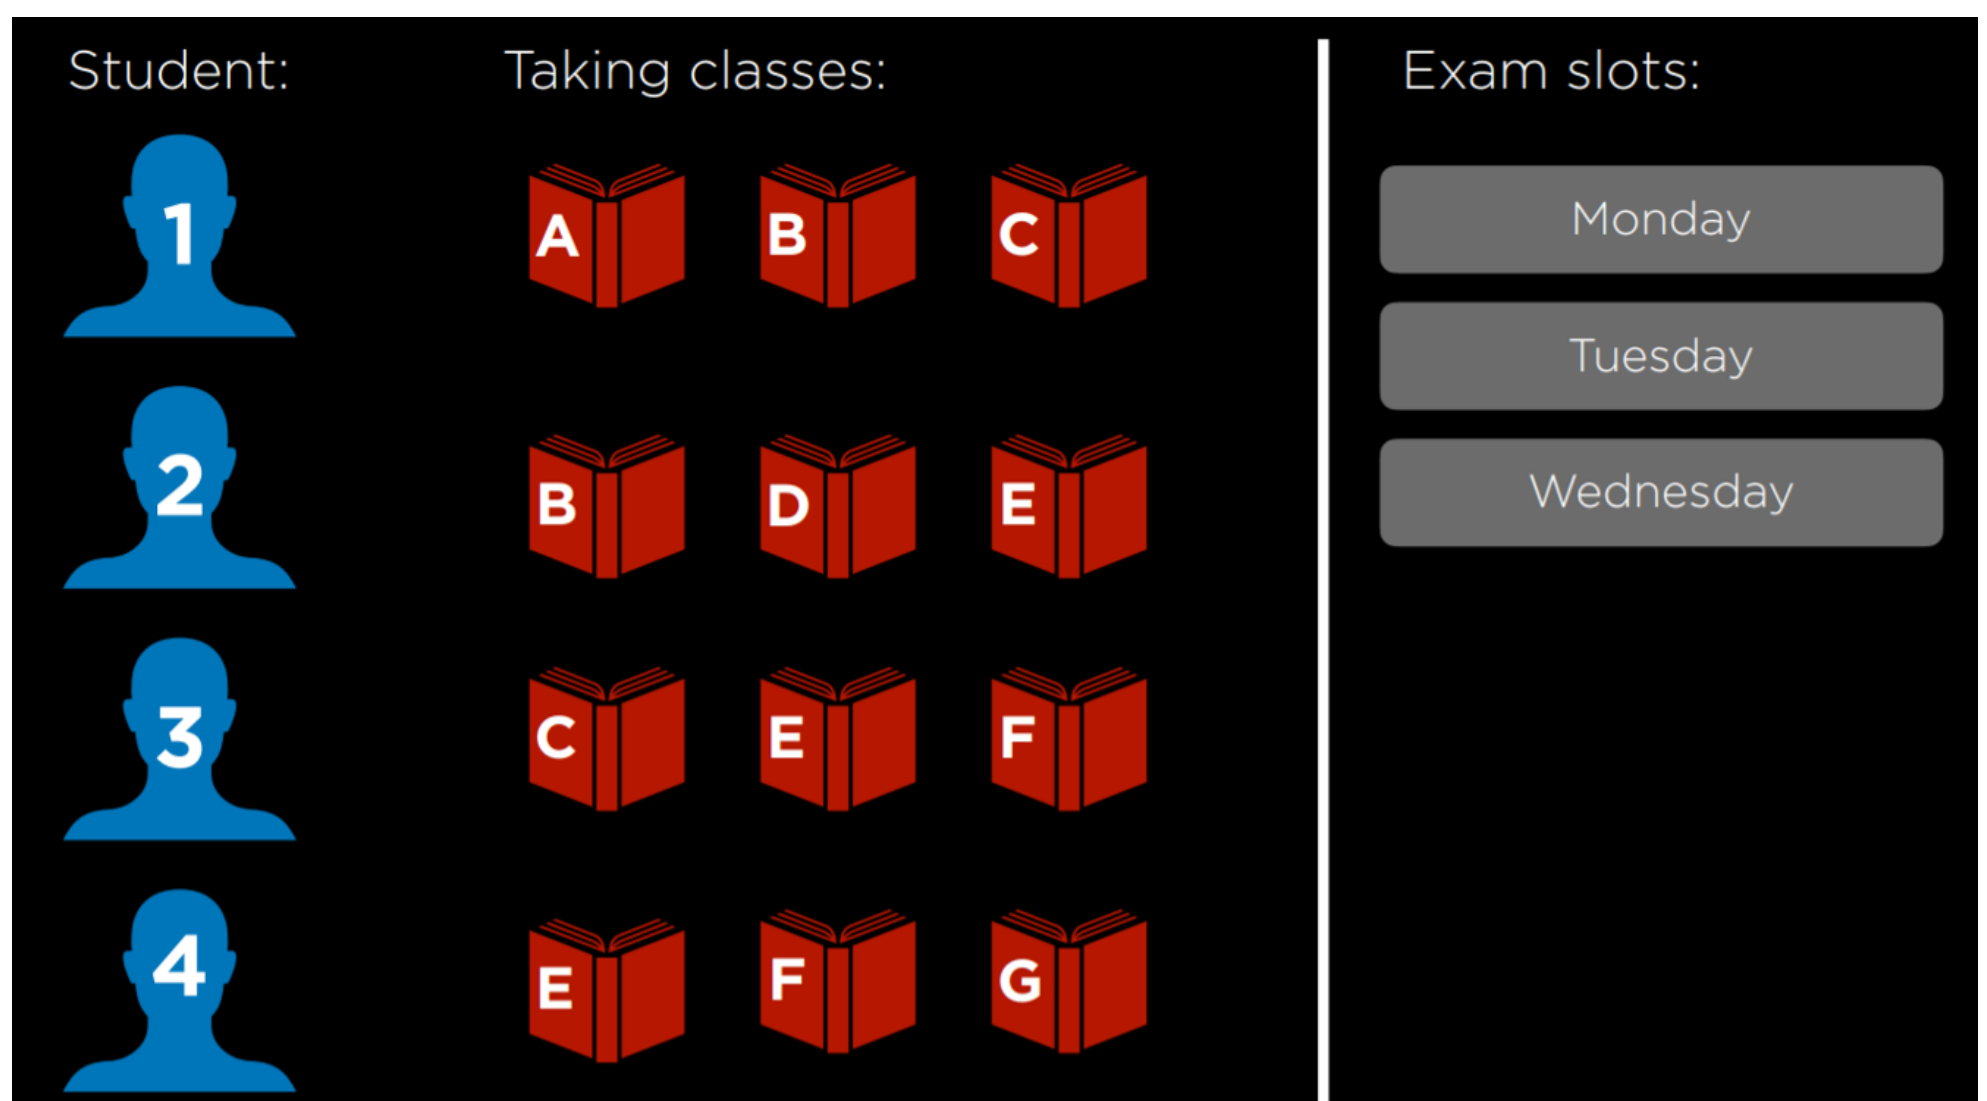 Student: Taking classes: Exam slots:
1 A B C Monday
Tuesday
2 B D E Wednesday
3 C E F
4 E F G